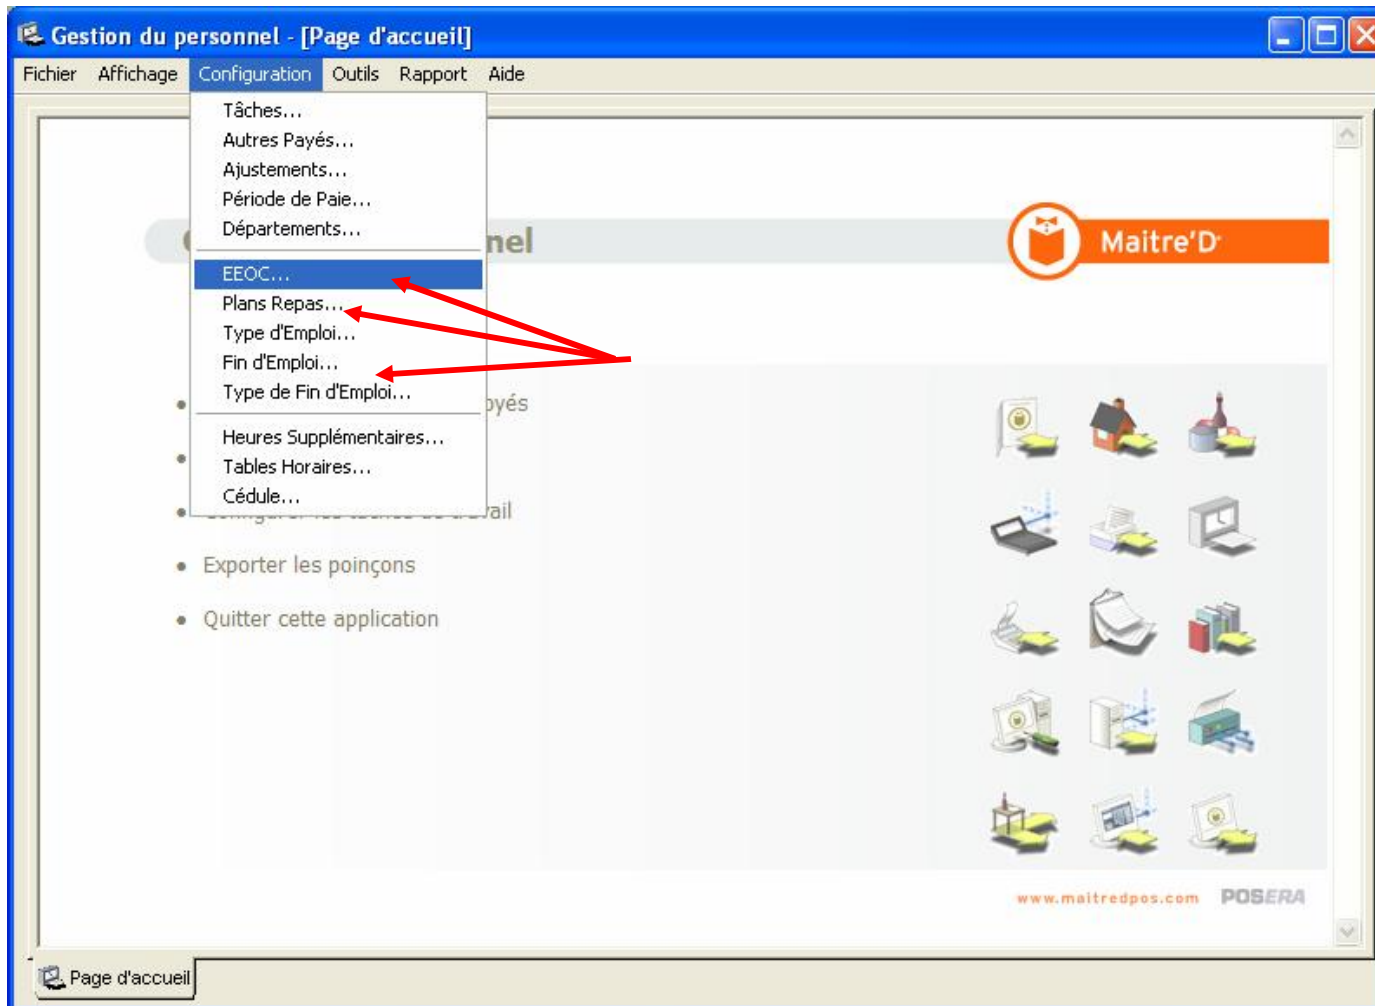 Gestion du personnel - [Page d'accueil]
Fichier Affichage Configuration Outils Rapport Aide
Tâches...
Autres Payés...
Ajustements...
Période de Paie...
Départements...
nel
Maitre'D
EEOC...
Plans Repas...
Type d'Emploi...
Fin d'Emploi...
Type de Fin d'Emploi...
oyés
Heures Supplémentaires...
Tables Horaires...
Cédule...
• Exporter les poinçons
• Quitter cette application
www.maitredpos.com POSERA
Page d'accueil